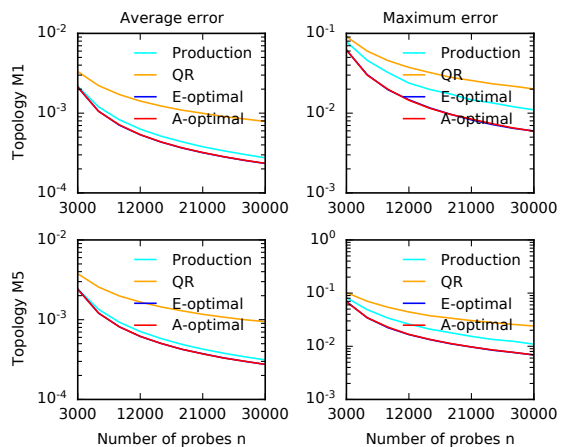 Average error
Maximum error
Topology M1
10^-2
10^-3
10^-4
Production
QR
E-optimal
A-optimal
3000 12000 21000 30000
10^-1
10^-2
10^-3
Production
QR
E-optimal
A-optimal
3000 12000 21000 30000
Topology M5
10^-2
10^-3
10^-4
Production
QR
E-optimal
A-optimal
3000 12000 21000 30000
Number of probes n
10^0
10^-1
10^-2
10^-3
Production
QR
E-optimal
A-optimal
3000 12000 21000 30000
Number of probes n